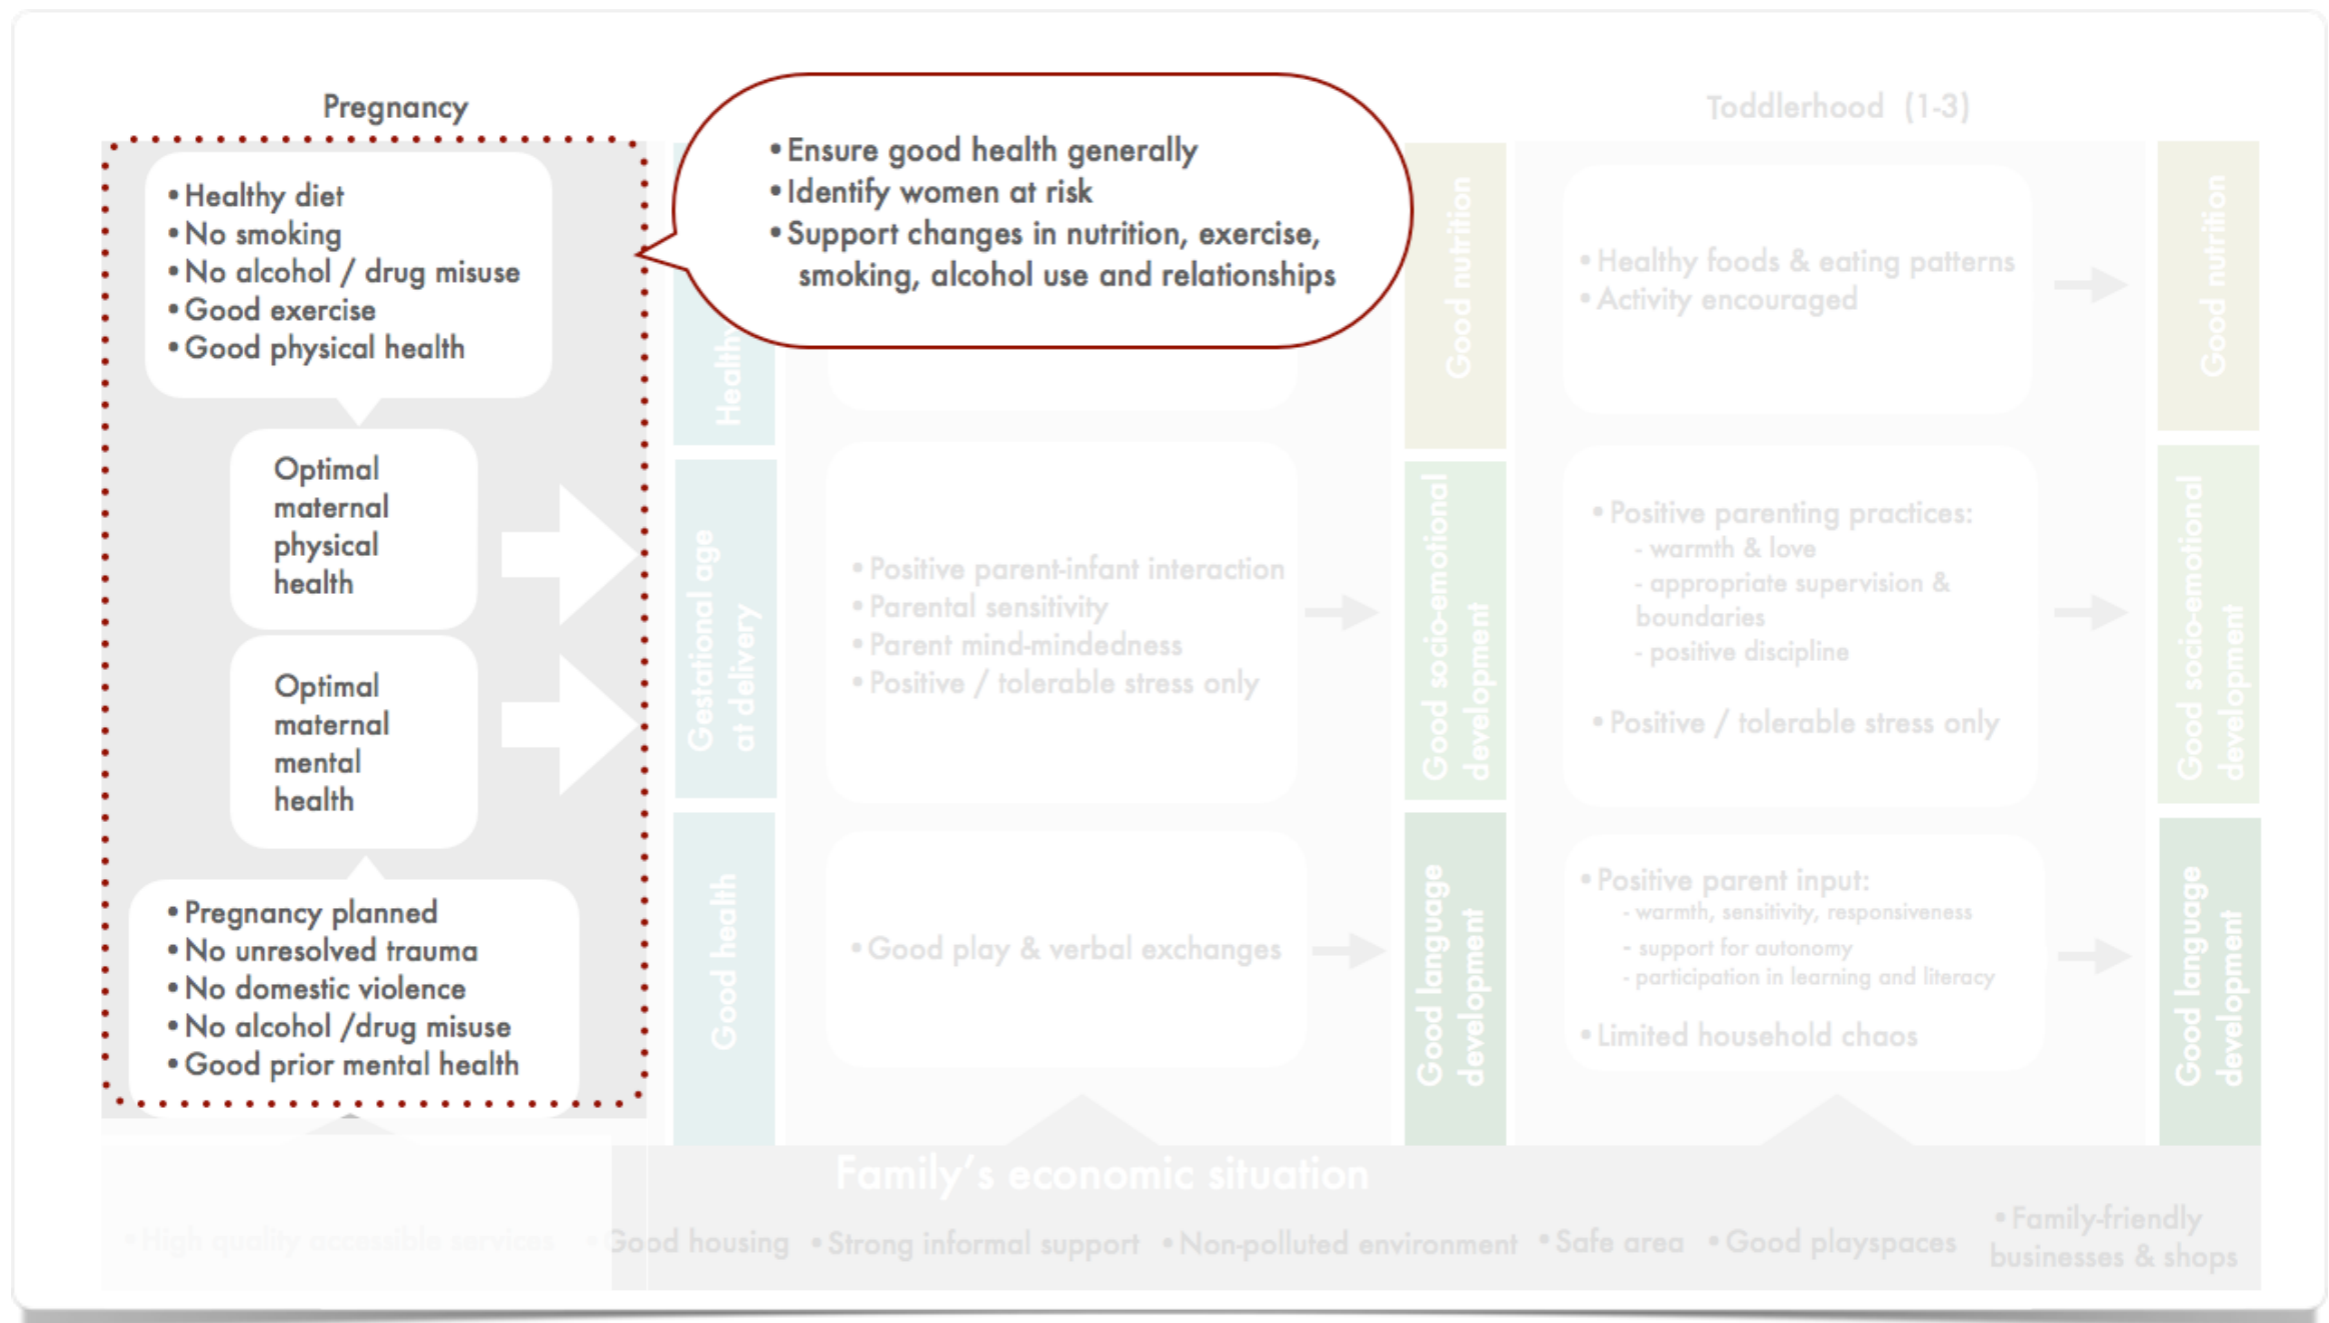 Pregnancy
• Healthy diet
• No smoking
• No alcohol / drug misuse
• Good exercise
• Good physical health
Optimal
maternal
physical
health
Optimal
maternal
mental
health
• Pregnancy planned
• No unresolved trauma
• No domestic violence
• No alcohol /drug misuse
• Good prior mental health
• Ensure good health generally
• Identify women at risk
• Support changes in nutrition, exercise,
smoking, alcohol use and relationships
Healthy
Gestational age
at delivery
Good health
• Positive parent-infant interaction
• Parental sensitivity
• Parent mind-mindedness
• Positive / tolerable stress only
• Good play & verbal exchanges
Good nutrition
Good socio-emotional
development
Good language
development
Toddlerhood (1-3)
• Healthy foods & eating patterns
• Activity encouraged
• Positive parenting practices:
- warmth & love
- appropriate supervision &
boundaries
- positive discipline
• Positive / tolerable stress only
• Positive parent input:
- warmth, sensitivity, responsiveness
- support for autonomy
- participation in learning and literacy
• Limited household chaos
Good nutrition
Good socio-emotional
development
Good language
development
Family's economic situation
• High quality accessible services
• Good housing
• Strong informal support
• Non-polluted environment
• Safe area
• Good playspaces
• Family-friendly
businesses & shops